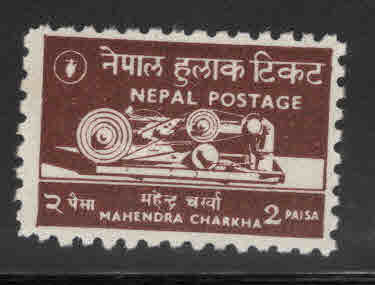 नेपाल हुलाक टिकट
NEPAL POSTAGE
२ पैसा महेन्द्र चर्खा
MAHENDRA CHARKHA 2 PAISA